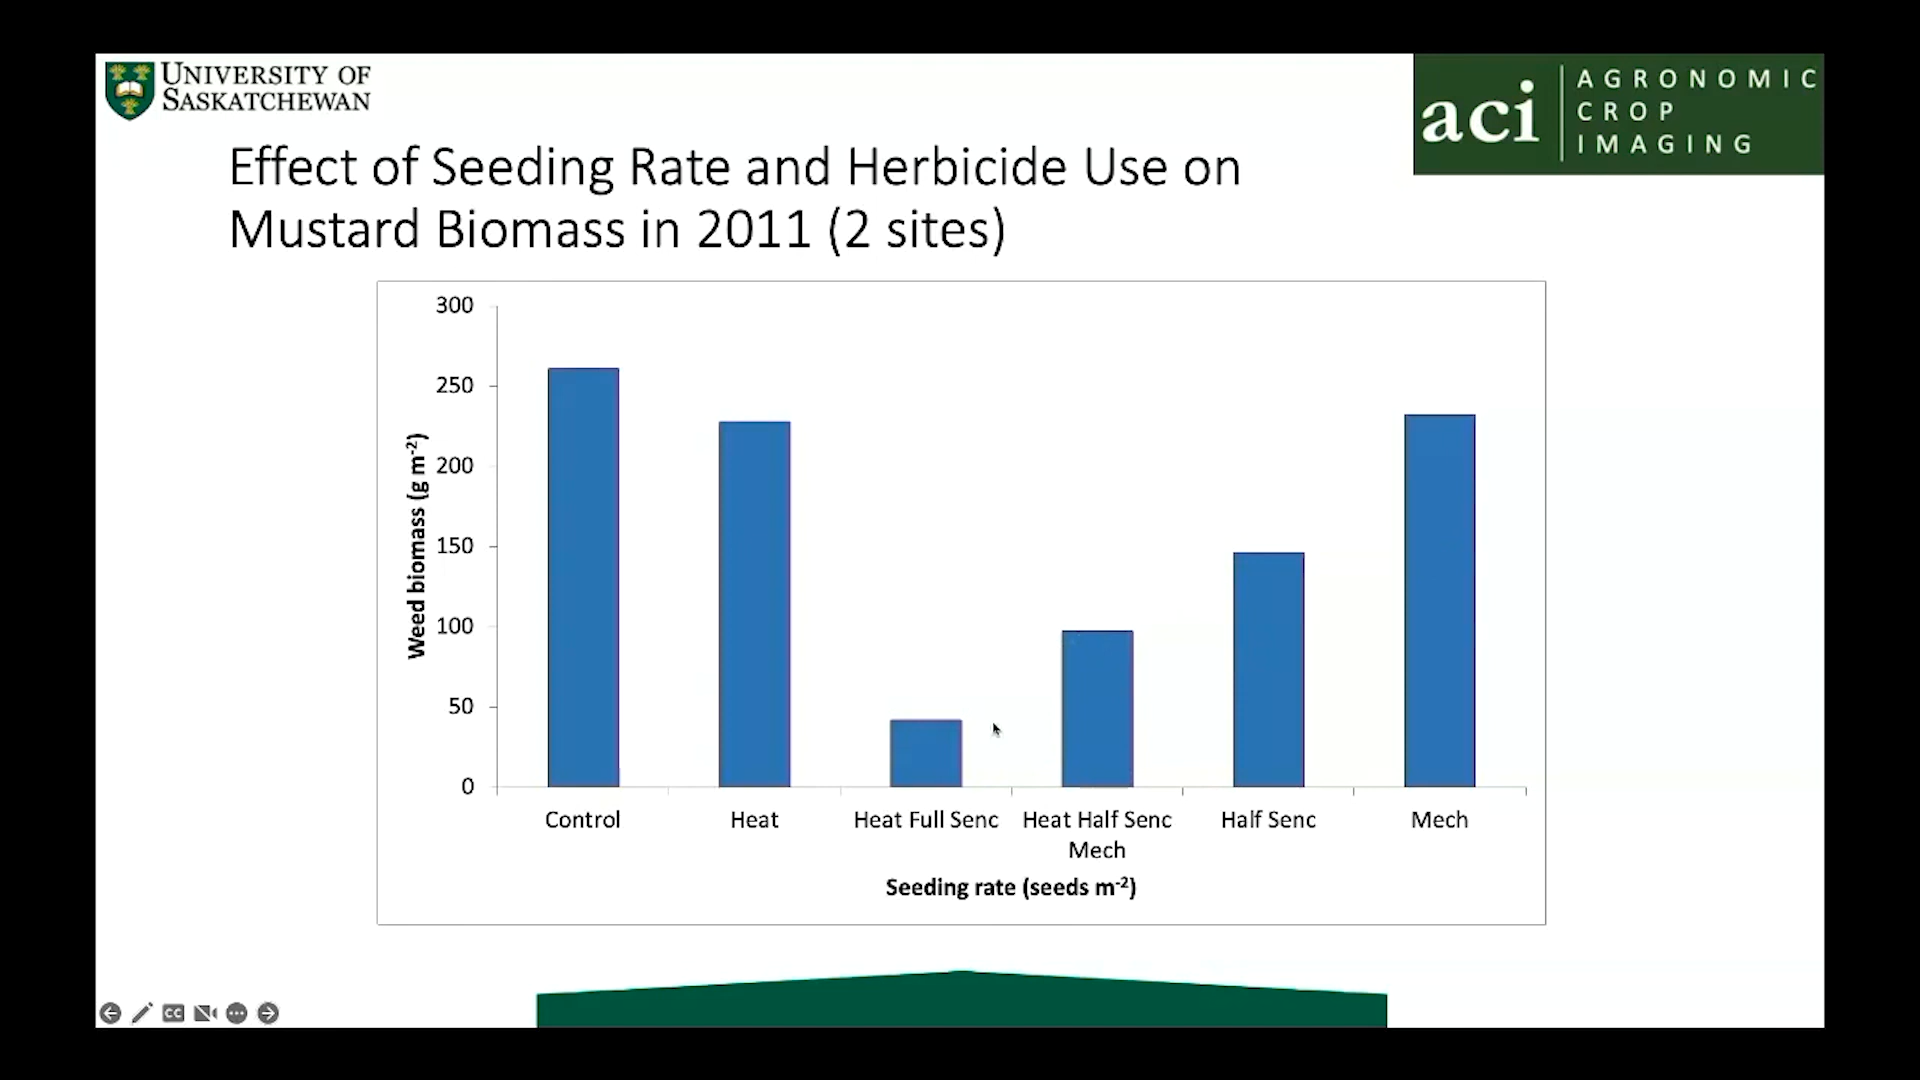 UNIVERSITY OF
SASKATCHEWAN
aci
AGRONOMIC
CROP
IMAGING
Effect of Seeding Rate and Herbicide Use on
Mustard Biomass in 2011 (2 sites)
300
250
200
150
100
50
0
Weed biomass (g m⁻²)
Control
Heat
Heat Full Senc
Heat Half Senc
Mech
Half Senc
Mech
Seeding rate (seeds m⁻²)
CC